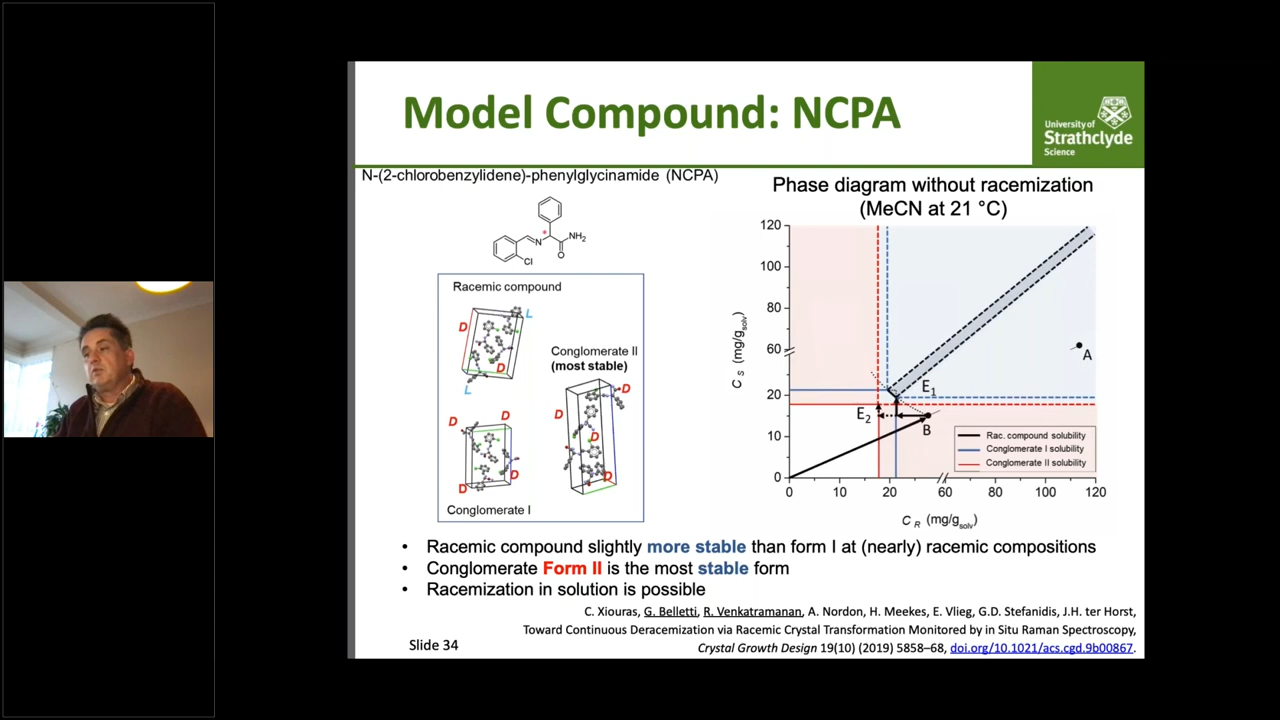 Model Compound: NCPA
University of
Strathclyde
Science
N-(2-chlorobenzylidene)-phenylglycinamide (NCPA)
*
N
NH₂
O
Cl
Racemic compound
D
L
D
L
Conglomerate II
(most stable)
D
D
D
D
D
D
D
D
Conglomerate I
Phase diagram without racemization
(MeCN at 21 °C)
120
100
80
60
20
10
0
C S (mg/gsolv)
A
E₁
E₂
B
Rac. compound solubility
Conglomerate I solubility
Conglomerate II solubility
0 10 20 60 80 100 120
C R (mg/gsolv)
• Racemic compound slightly more stable than form I at (nearly) racemic compositions
• Conglomerate Form II is the most stable form
• Racemization in solution is possible
C. Xiouras, G. Belletti, R. Venkatramanan, A. Nordon, H. Meekes, E. Vlieg, G.D. Stefanidis, J.H. ter Horst,
Toward Continuous Deracemization via Racemic Crystal Transformation Monitored by in Situ Raman Spectroscopy,
Crystal Growth Design 19(10) (2019) 5858–68, doi.org/10.1021/acs.cgd.9b00867.
Slide 34